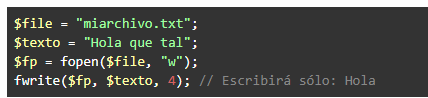 $file = "miarchivo.txt";
$texto = "Hola que tal";
$fp = fopen($file, "w");
fwrite($fp, $texto, 4); // Escribirá sólo: Hola